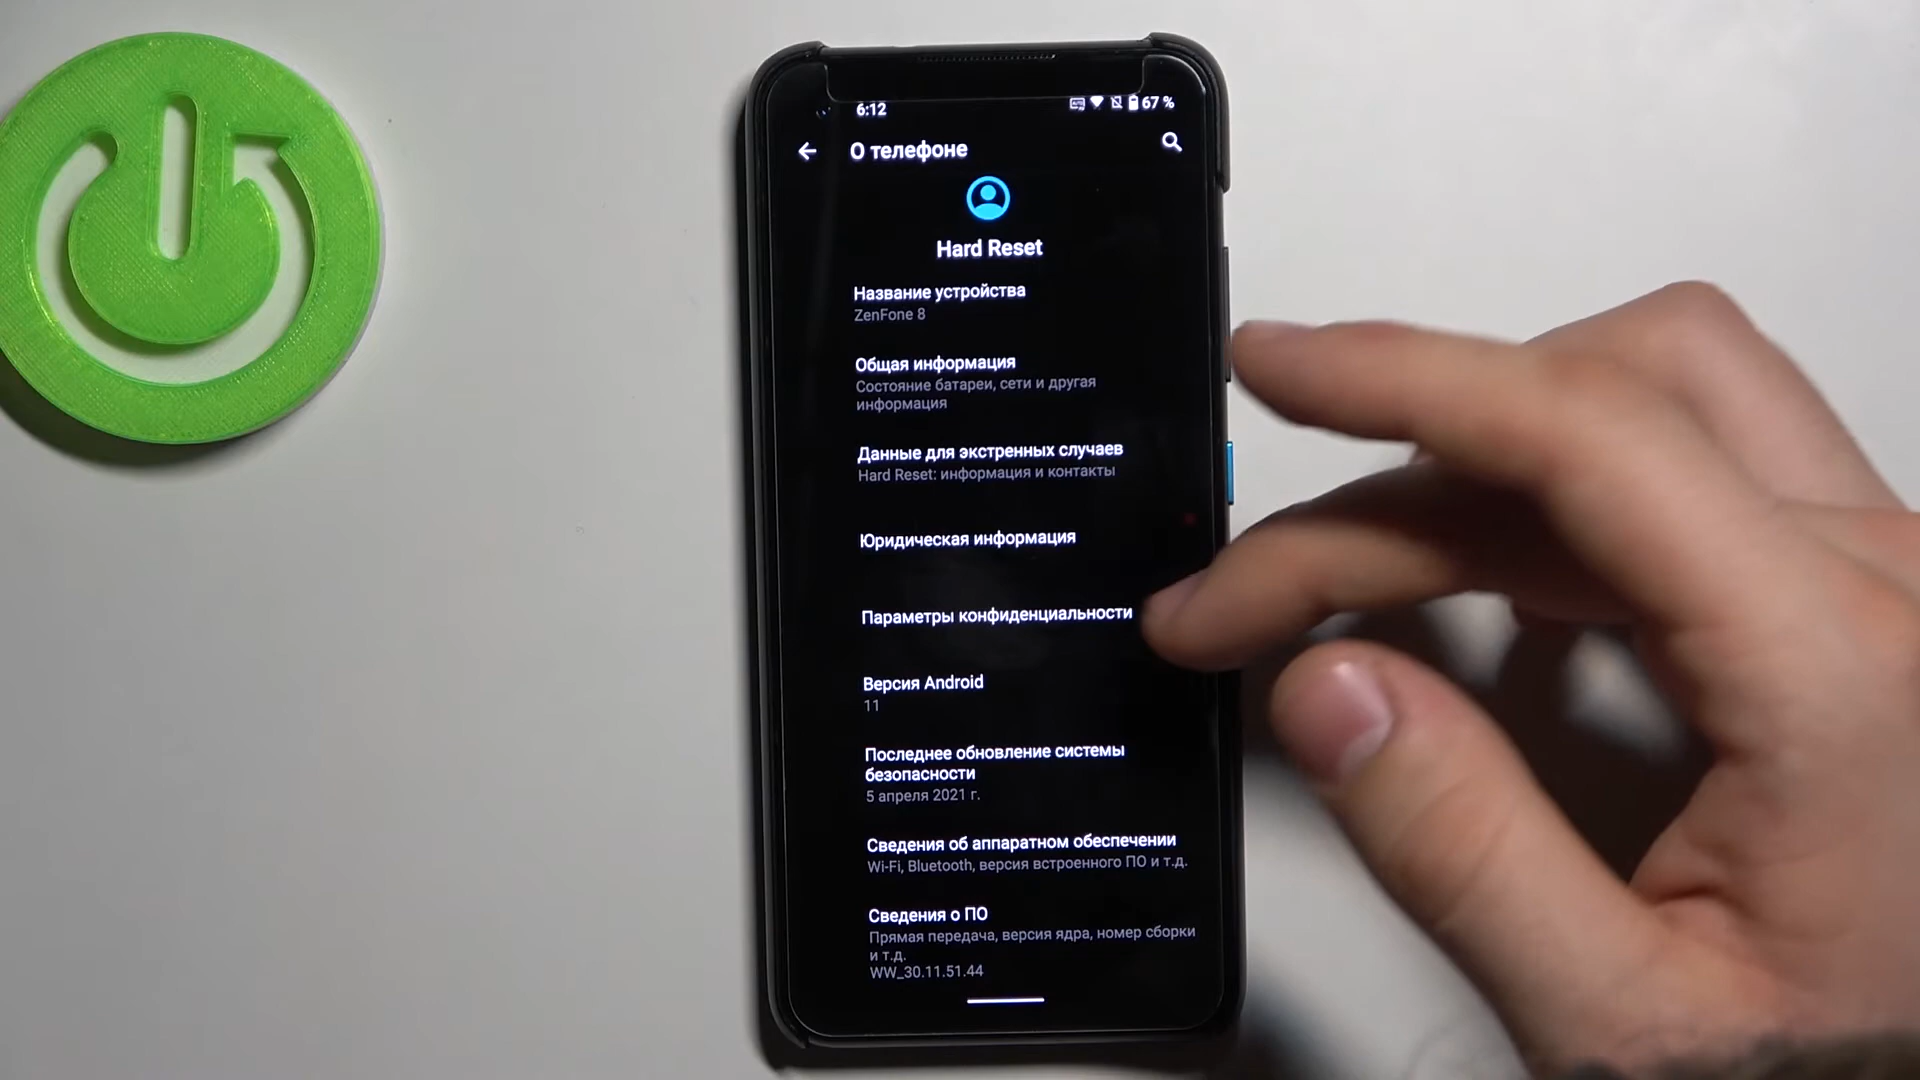 6:12
67 %
О телефоне
Hard Reset
Название устройства
ZenFone 8
Общая информация
Состояние батареи, сети и другая
информация
Данные для экстренных случаев
Hard Reset: информация и контакты
Юридическая информация
Параметры конфиденциальности
Версия Android
11
Последнее обновление системы
безопасности
5 апреля 2021 г.
Сведения об аппаратном обеспечении
Wi-Fi, Bluetooth, версия встроенного ПО и т.д.
Сведения о ПО
Прямая передача, версия ядра, номер сборки
и т.д.
WW_30.11.51.44